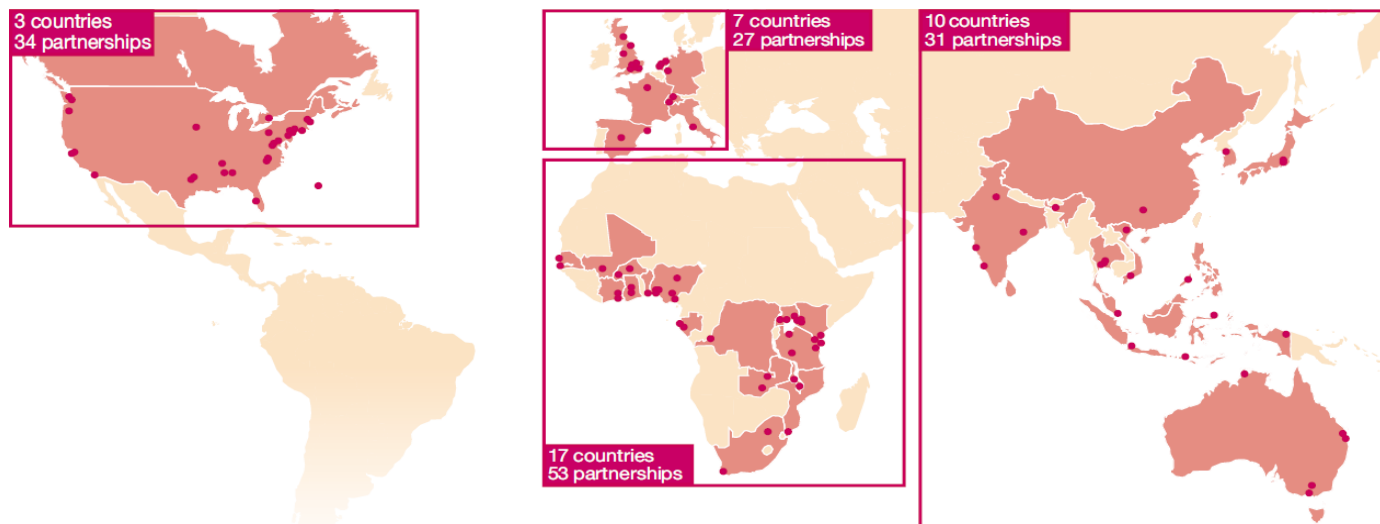 3 countries
34 partnerships
7 countries
27 partnerships
10 countries
31 partnerships
17 countries
53 partnerships